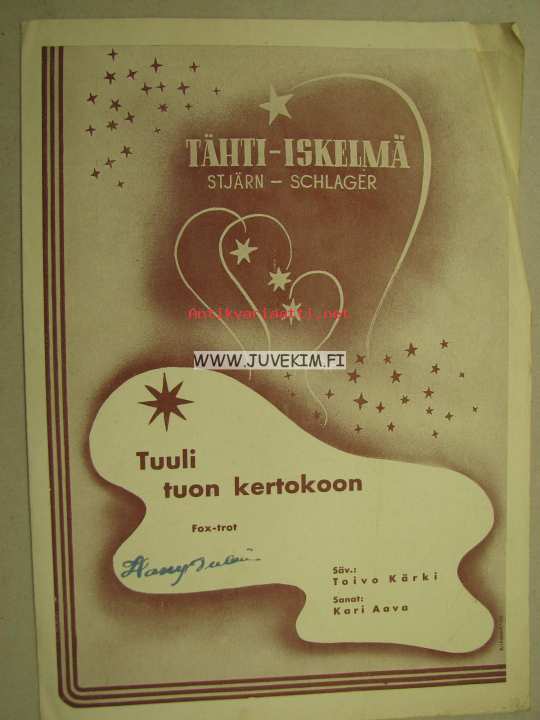 TÄHTI-ISKELMÄ
STJÄRN – SCHLAGER
Antikvariaatti.net
WWW.JUVEKIM.FI
Tuuli
tuon kertokoon
Fox-trot
Säv.:
Toivo Kärki
Sanat:
Kari Aava